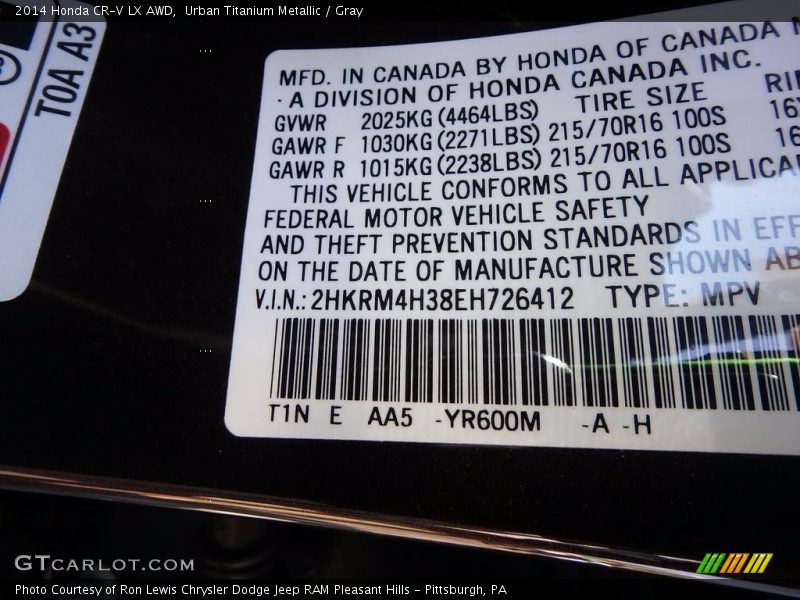 2014 Honda CR-V LX AWD, Urban Titanium Metallic / Gray
T0A A3
MFD. IN CANADA BY HONDA OF CANADA
· A DIVISION OF HONDA CANADA INC.
GVWR 2025KG (4464LBS) TIRE SIZE
GAWR F 1030KG (2271LBS) 215/70R16 100S
GAWR R 1015KG (2238LBS) 215/70R16 100S
THIS VEHICLE CONFORMS TO ALL
FEDERAL MOTOR VEHICLE SAFETY
AND THEFT PREVENTION STANDARDS IN
ON THE DATE OF MANUFACTURE SHOWN
V.I.N.: 2HKRM4H38EH726412 TYPE: MPV
T1N E AA5 -YR600M -A -H
GTCARLOT.COM
Photo Courtesy of Ron Lewis Chrysler Dodge Jeep RAM Pleasant Hills - Pittsburgh, PA